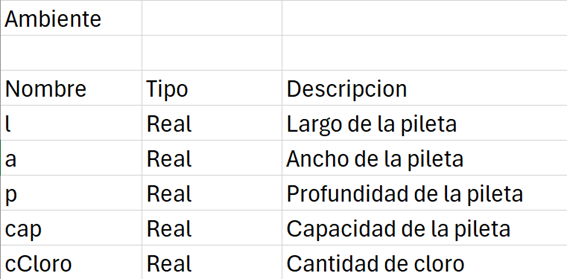 Ambiente
Nombre Tipo Descripcion
l Real Largo de la pileta
a Real Ancho de la pileta
p Real Profundidad de la pileta
cap Real Capacidad de la pileta
cCloro Real Cantidad de cloro